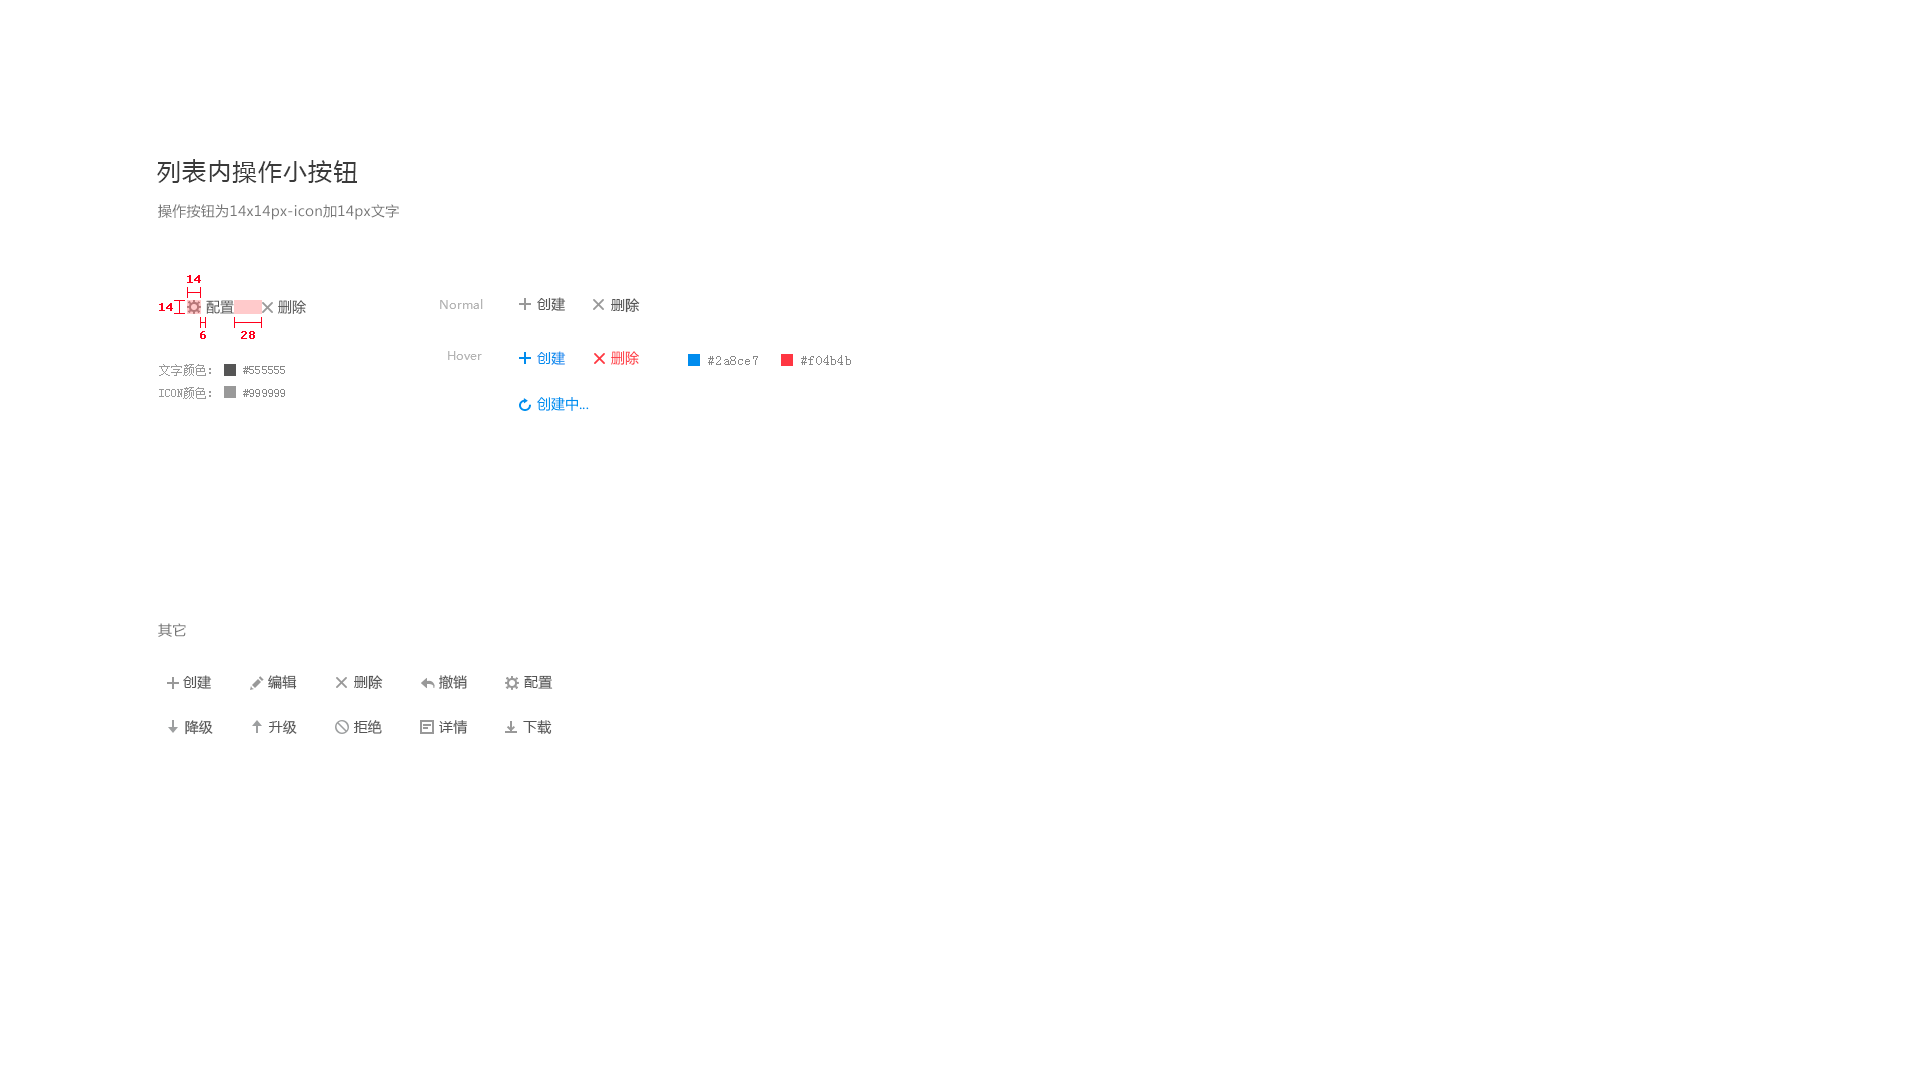 列表内操作小按钮
操作按钮为14x14px-icon加14px文字
14
14 配置 删除
6 28
文字颜色: #555555
ICON颜色: #999999
Normal 创建 删除
Hover 创建 删除 #2a8ce7 #f04b4b
创建中...
其它
创建 编辑 删除 撤销 配置
降级 升级 拒绝 详情 下载